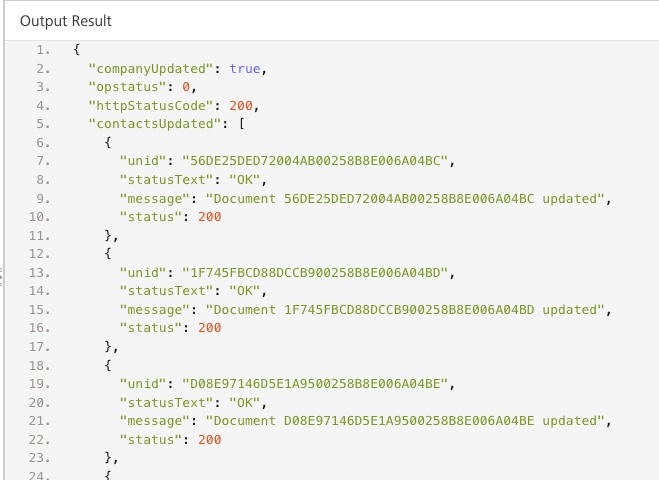 Output Result
1. {
2. "companyUpdated": true,
3. "opstatus": 0,
4. "httpStatusCode": 200,
5. "contactsUpdated": [
6. {
7. "unid": "56DE25DED72004AB00258B8E006A04BC",
8. "statusText": "OK",
9. "message": "Document 56DE25DED72004AB00258B8E006A04BC updated",
10. "status": 200
11. },
12. {
13. "unid": "1F745FBCD88DCCB900258B8E006A04BD",
14. "statusText": "OK",
15. "message": "Document 1F745FBCD88DCCB900258B8E006A04BD updated",
16. "status": 200
17. },
18. {
19. "unid": "D08E97146D5E1A9500258B8E006A04BE",
20. "statusText": "OK",
21. "message": "Document D08E97146D5E1A9500258B8E006A04BE updated",
22. "status": 200
23. },
24. {